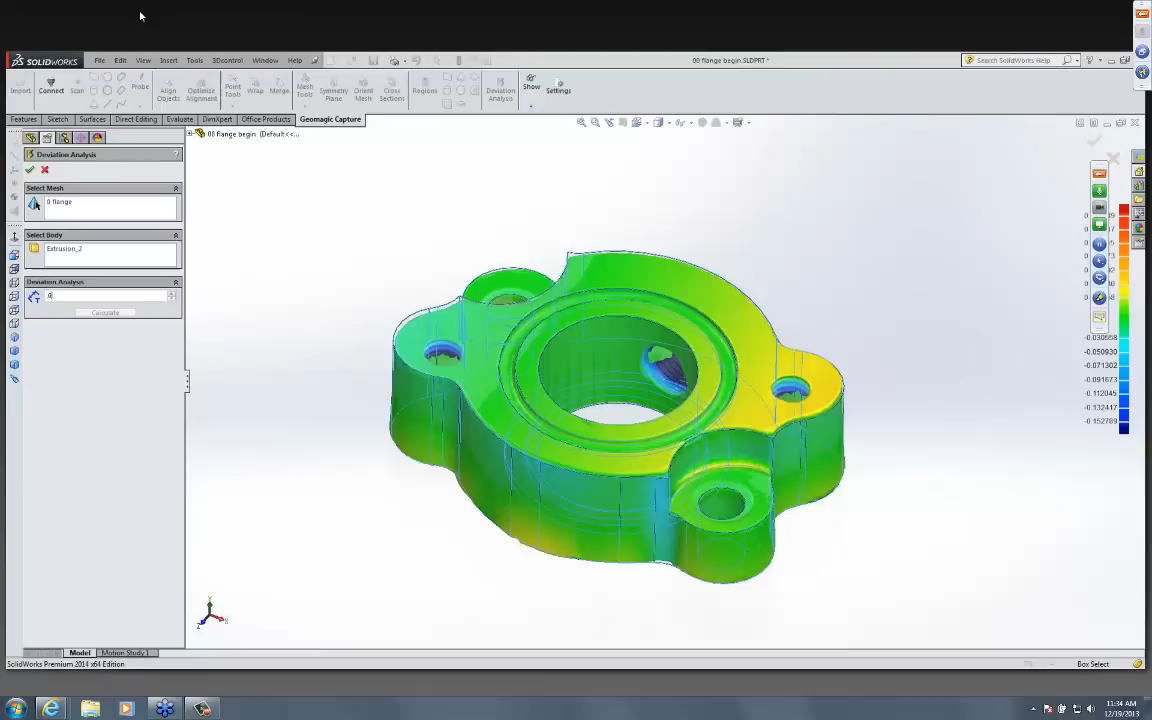 SOLIDWORKS File Edit View Insert Tools 3Dcontrol Window Help 00 flange begin.SLDPRT * Search SolidWorks Help
Import Connect Scan Probe Align Objects Optimize Alignment Point Tools Wrap Merge Mesh Tools Symmetry Plane Orient Mesh Cross Sections Regions Deviation Analysis Show Settings
Features Sketch Surfaces Direct Editing Evaluate DimXpert Office Products Geomagic Capture
00 flange begin (Default<<...
Deviation Analysis ?
Select Mesh
0 flange
Select Body
Extrusion_2
Deviation Analysis
.0
Calculate
-0.030558
-0.050930
-0.071302
-0.091673
-0.112045
-0.132417
-0.152789
Y
X
Z
Model Motion Study 1
SolidWorks Premium 2014 x64 Edition Box Select
11:34 AM
12/19/2013